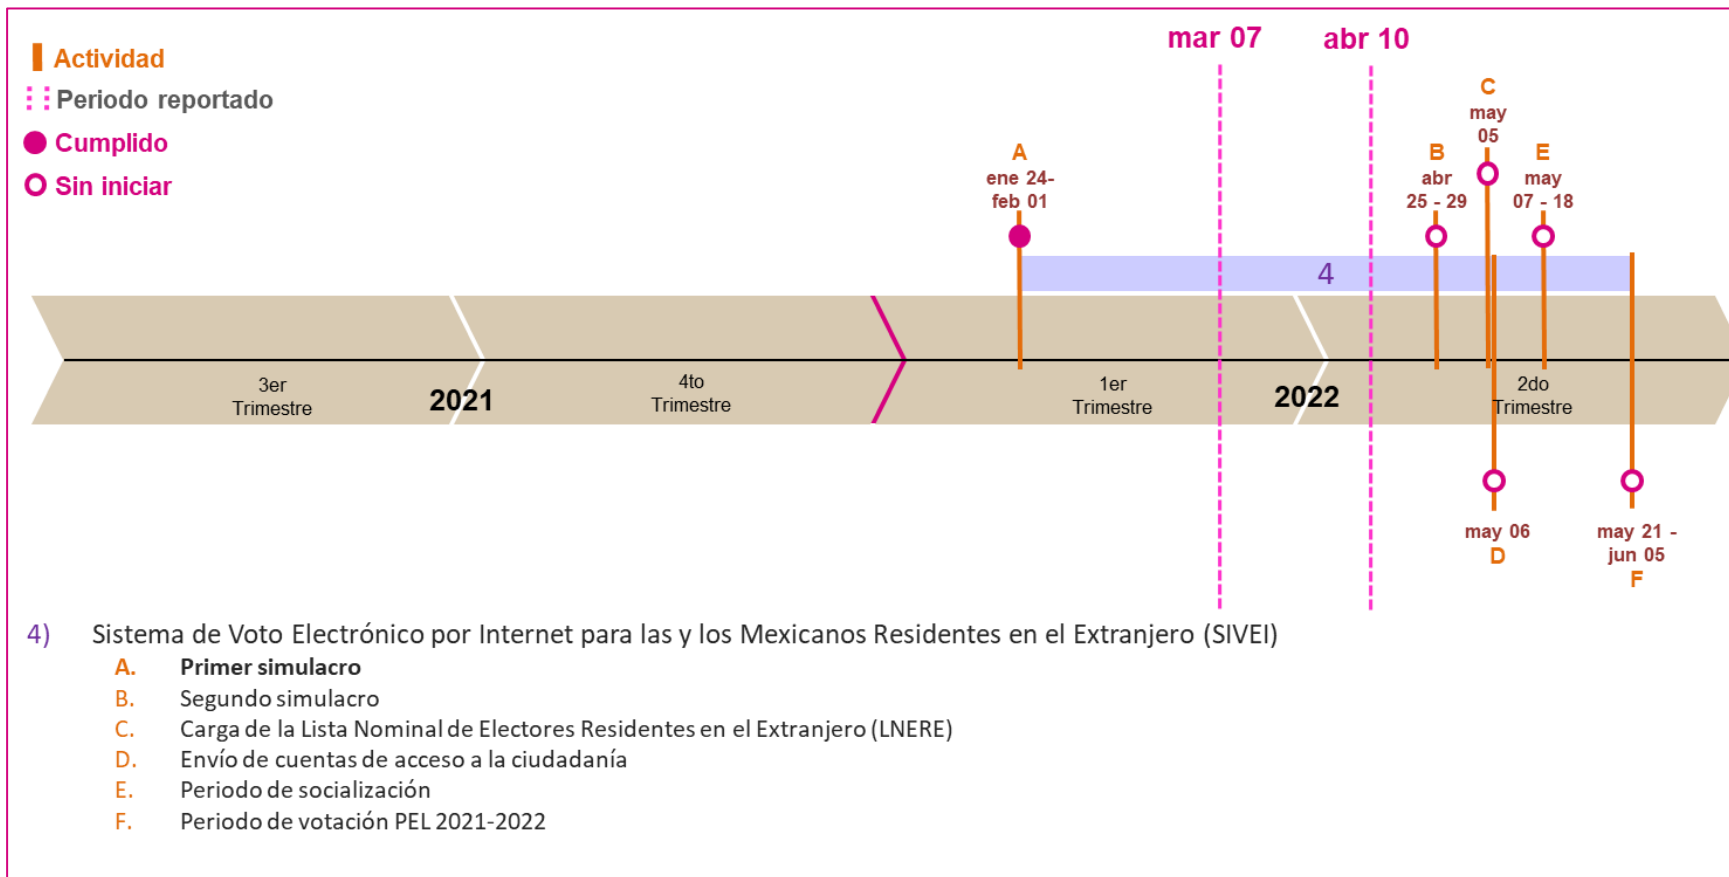 Actividad
Periodo reportado
Cumplido
Sin iniciar
mar 07
abr 10
A
ene 24-
feb 01
B
abr
25 - 29
C
may
05
E
may
07 - 18
4
3er
Trimestre
2021
4to
Trimestre
1er
Trimestre
2022
2do
Trimestre
may 06
D
may 21 -
jun 05
F
4) Sistema de Voto Electrónico por Internet para las y los Mexicanos Residentes en el Extranjero (SIVEI)
A. Primer simulacro
B. Segundo simulacro
C. Carga de la Lista Nominal de Electores Residentes en el Extranjero (LNERE)
D. Envío de cuentas de acceso a la ciudadanía
E. Periodo de socialización
F. Periodo de votación PEL 2021-2022